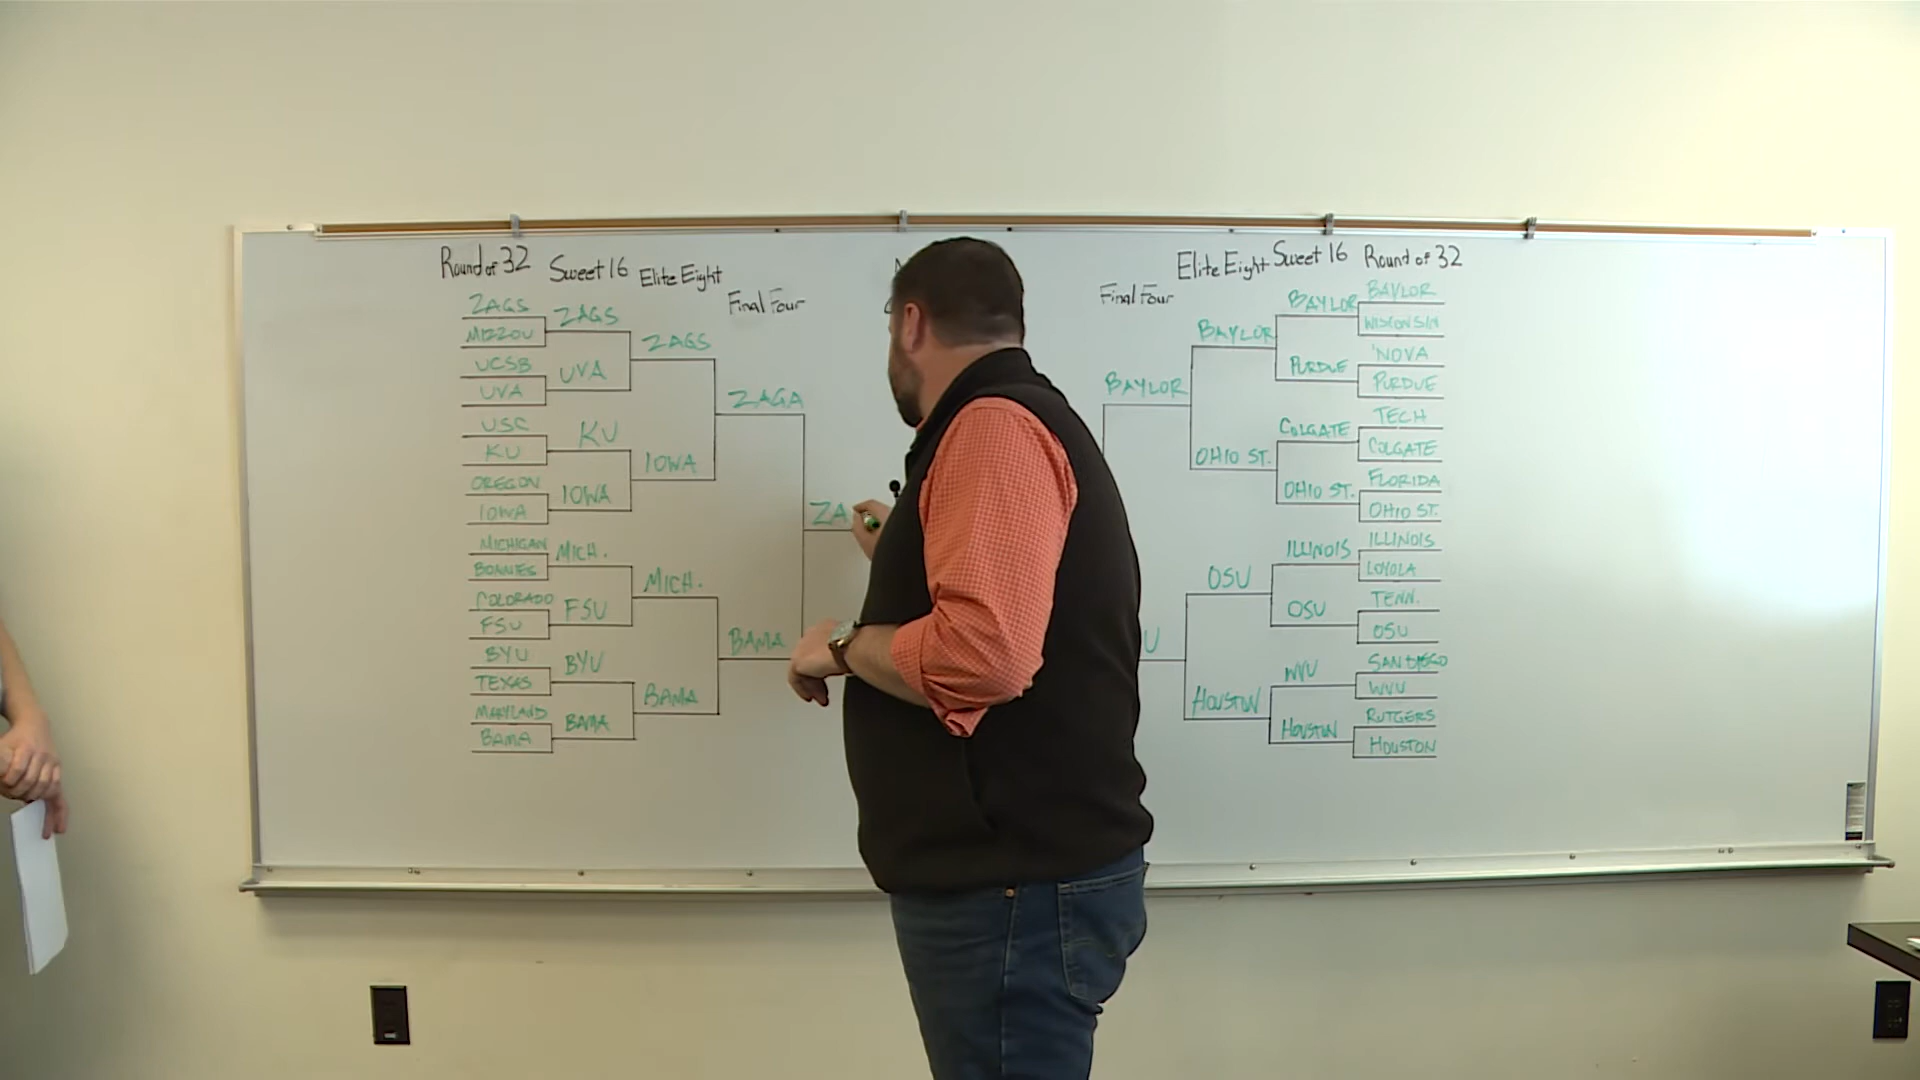 Round of 32
ZAGS
MIZZOU
UCSB
UVA
USC
KU
OREGON
IOWA
MICHIGAN
BONNIES
COLORADO
FSU
BYU
TEXAS
MARYLAND
BAMA
Sweet 16
ZAGS
UVA
KU
IOWA
MICH.
FSU
BYU
BAMA
Elite Eight
ZAGS
IOWA
MICH.
BAMA
Final Four
ZAGA
BAMA
ZA
Final Four
BAYLOR
U
Elite Eight
BAYLOR
OHIO ST.
OSU
HOUSTON
Sweet 16
BAYLOR
PURDUE
COLGATE
OHIO ST.
ILLINOIS
OSU
WVU
HOUSTON
Round of 32
BAYLOR
WISCONSIN
'NOVA
PURDUE
TECH
COLGATE
FLORIDA
OHIO ST.
ILLINOIS
LOYOLA
TENN.
OSU
SAN DIEGO
WVU
RUTGERS
HOUSTON